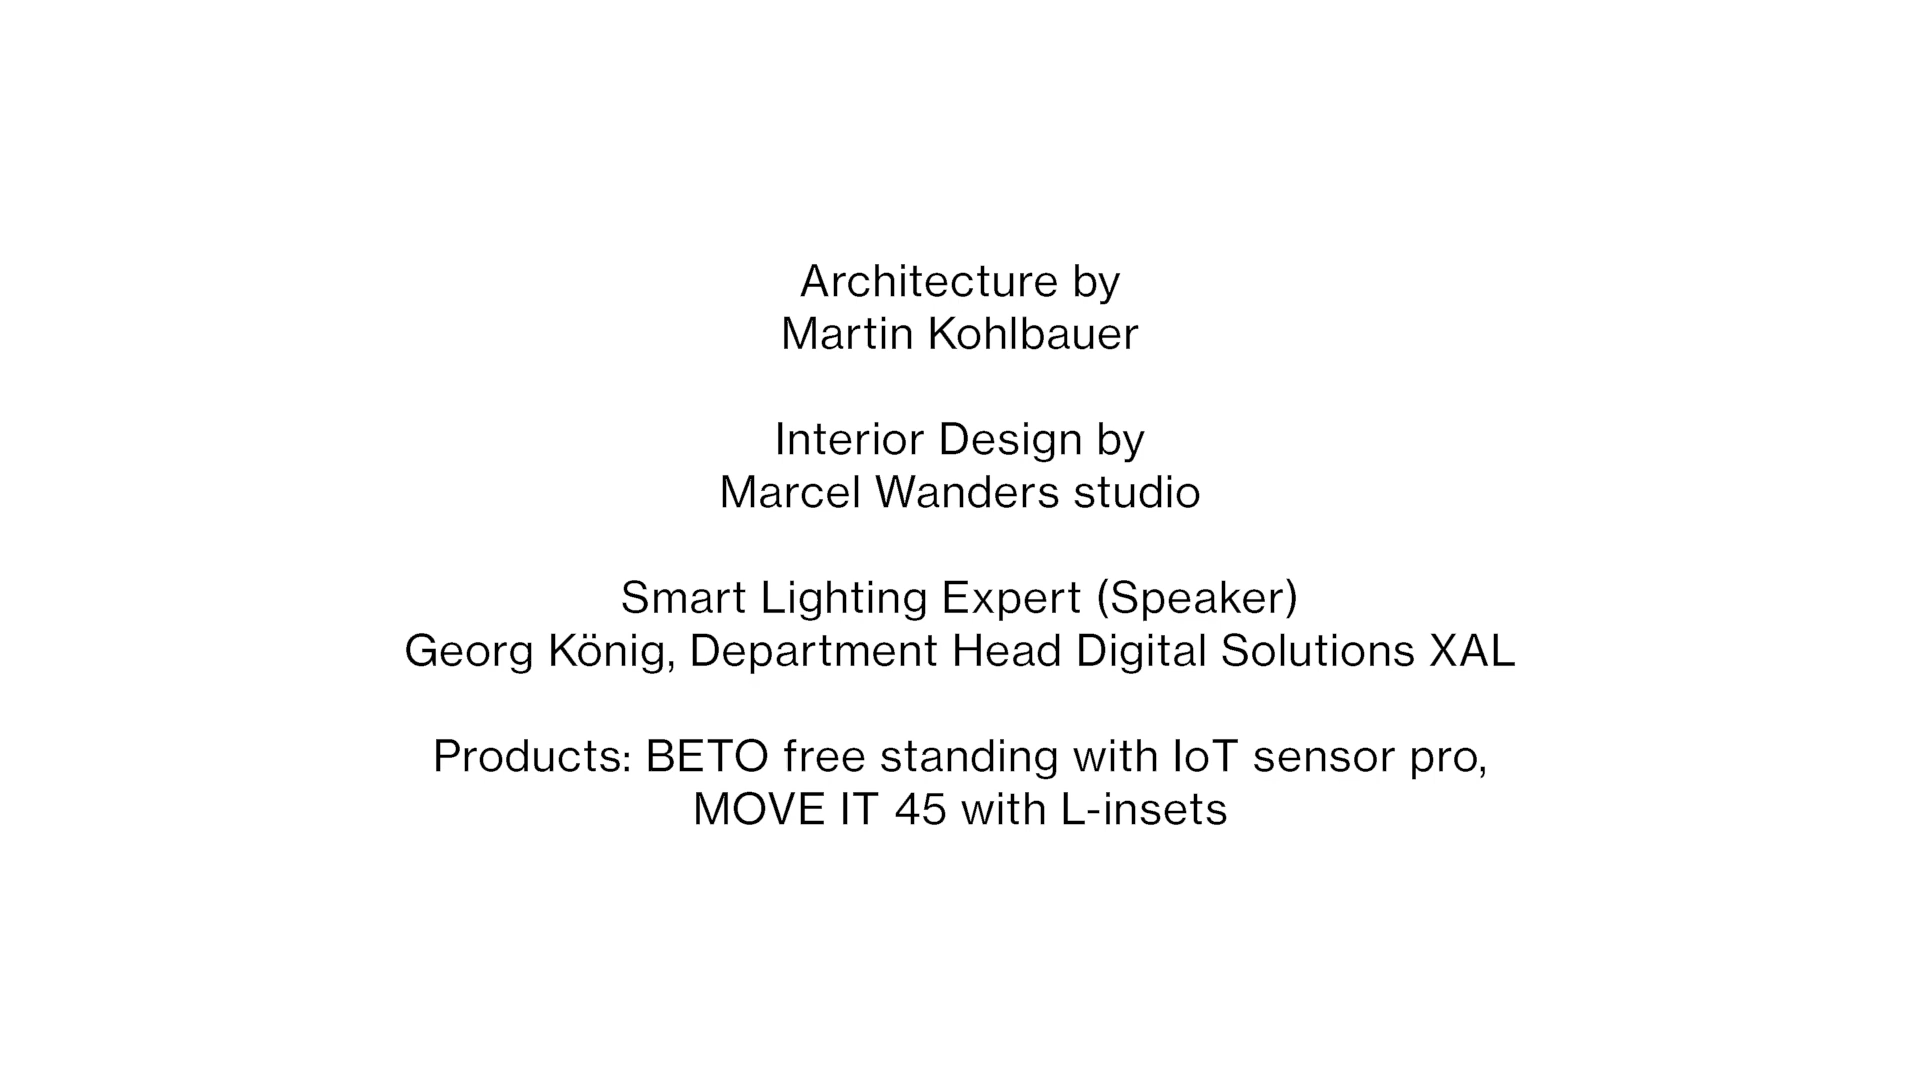 Architecture by
Martin Kohlbauer
Interior Design by
Marcel Wanders studio
Smart Lighting Expert (Speaker)
Georg König, Department Head Digital Solutions XAL
Products: BETO free standing with IoT sensor pro,
MOVE IT 45 with L-insets